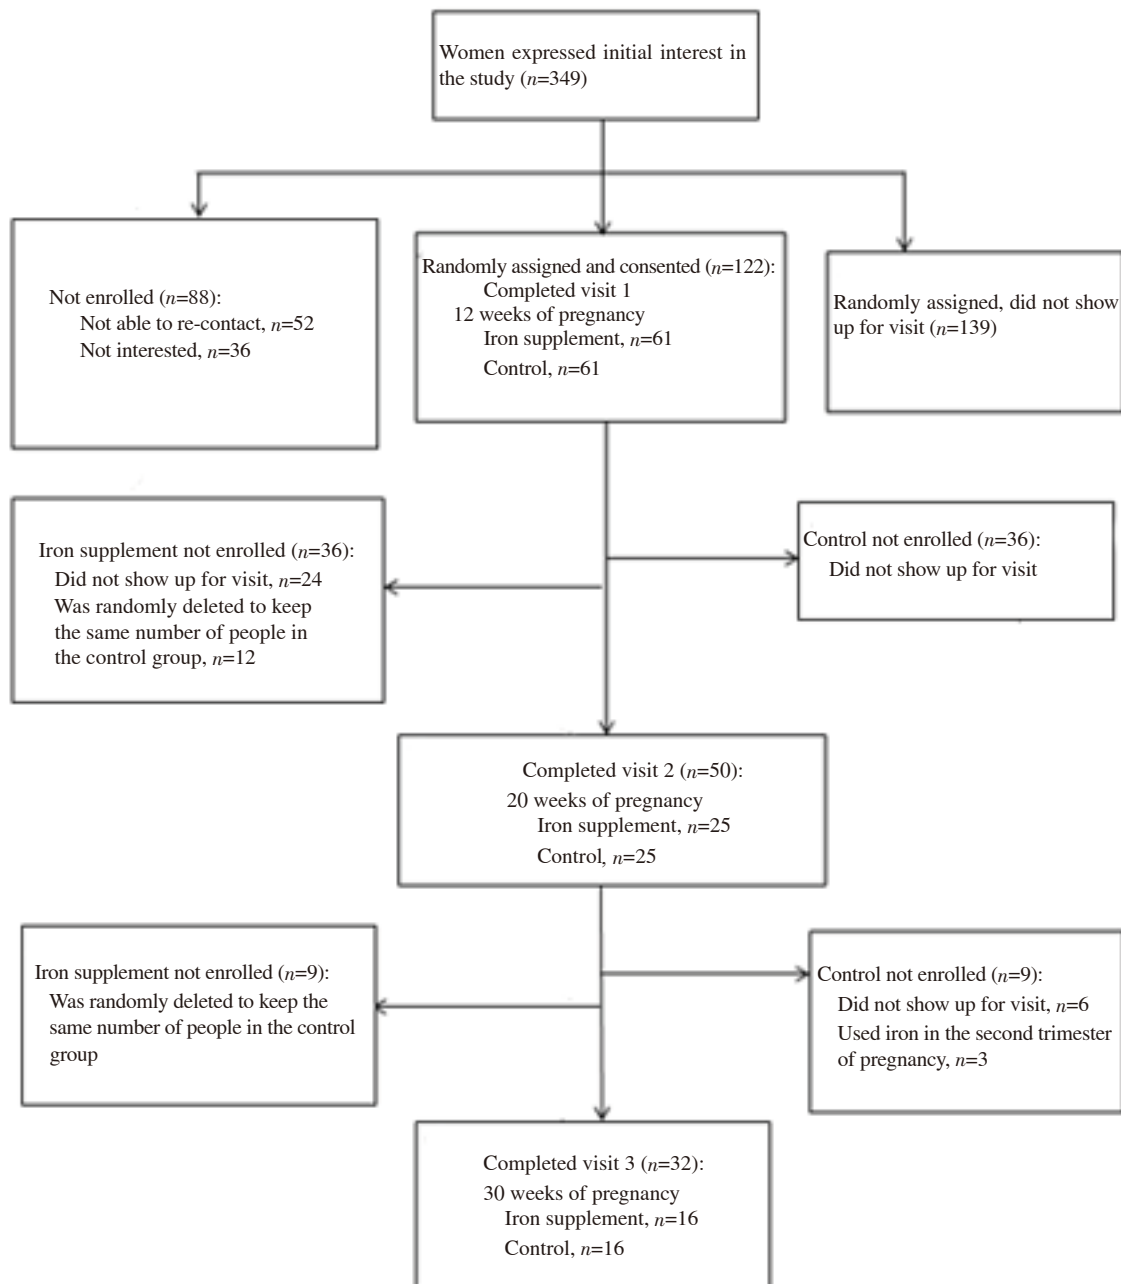 Women expressed initial interest in
the study (n=349)
Not enrolled (n=88):
Not able to re-contact, n=52
Not interested, n=36
Randomly assigned and consented (n=122):
Completed visit 1
12 weeks of pregnancy
Iron supplement, n=61
Control, n=61
Randomly assigned, did not show
up for visit (n=139)
Iron supplement not enrolled (n=36):
Did not show up for visit, n=24
Was randomly deleted to keep
the same number of people in
the control group, n=12
Control not enrolled (n=36):
Did not show up for visit
Completed visit 2 (n=50):
20 weeks of pregnancy
Iron supplement, n=25
Control, n=25
Iron supplement not enrolled (n=9):
Was randomly deleted to keep the
same number of people in the control
group
Control not enrolled (n=9):
Did not show up for visit, n=6
Used iron in the second trimester
of pregnancy, n=3
Completed visit 3 (n=32):
30 weeks of pregnancy
Iron supplement, n=16
Control, n=16